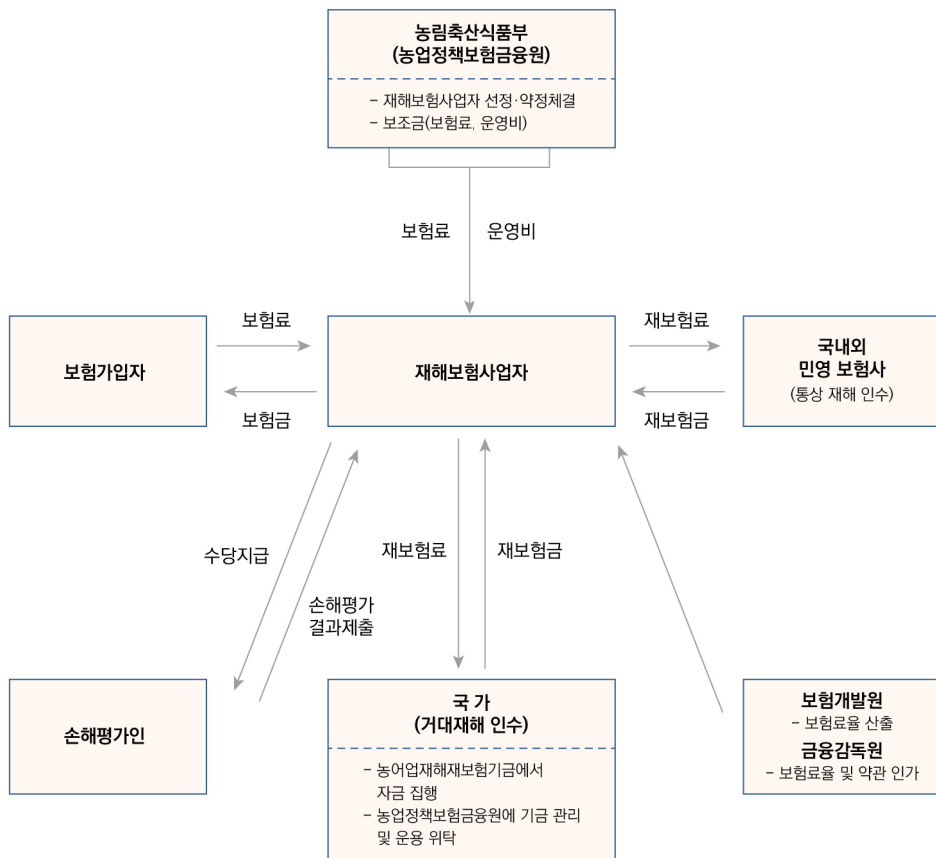 농림축산식품부
(농업정책보험금융원)
– 재해보험사업자 선정·약정체결
– 보조금(보험료, 운영비)
보험료 운영비
보험가입자
보험료
보험금
재해보험사업자
재보험료
재보험금
국내외
민영 보험사
(통상 재해 인수)
수당지급
손해평가
결과제출
재보험료
재보험금
손해평가인
국 가
(거대재해 인수)
– 농어업재해재보험기금에서
자금 집행
– 농업정책보험금융원에 기금 관리
및 운용 위탁
보험개발원
– 보험료율 산출
금융감독원
– 보험료율 및 약관 인가